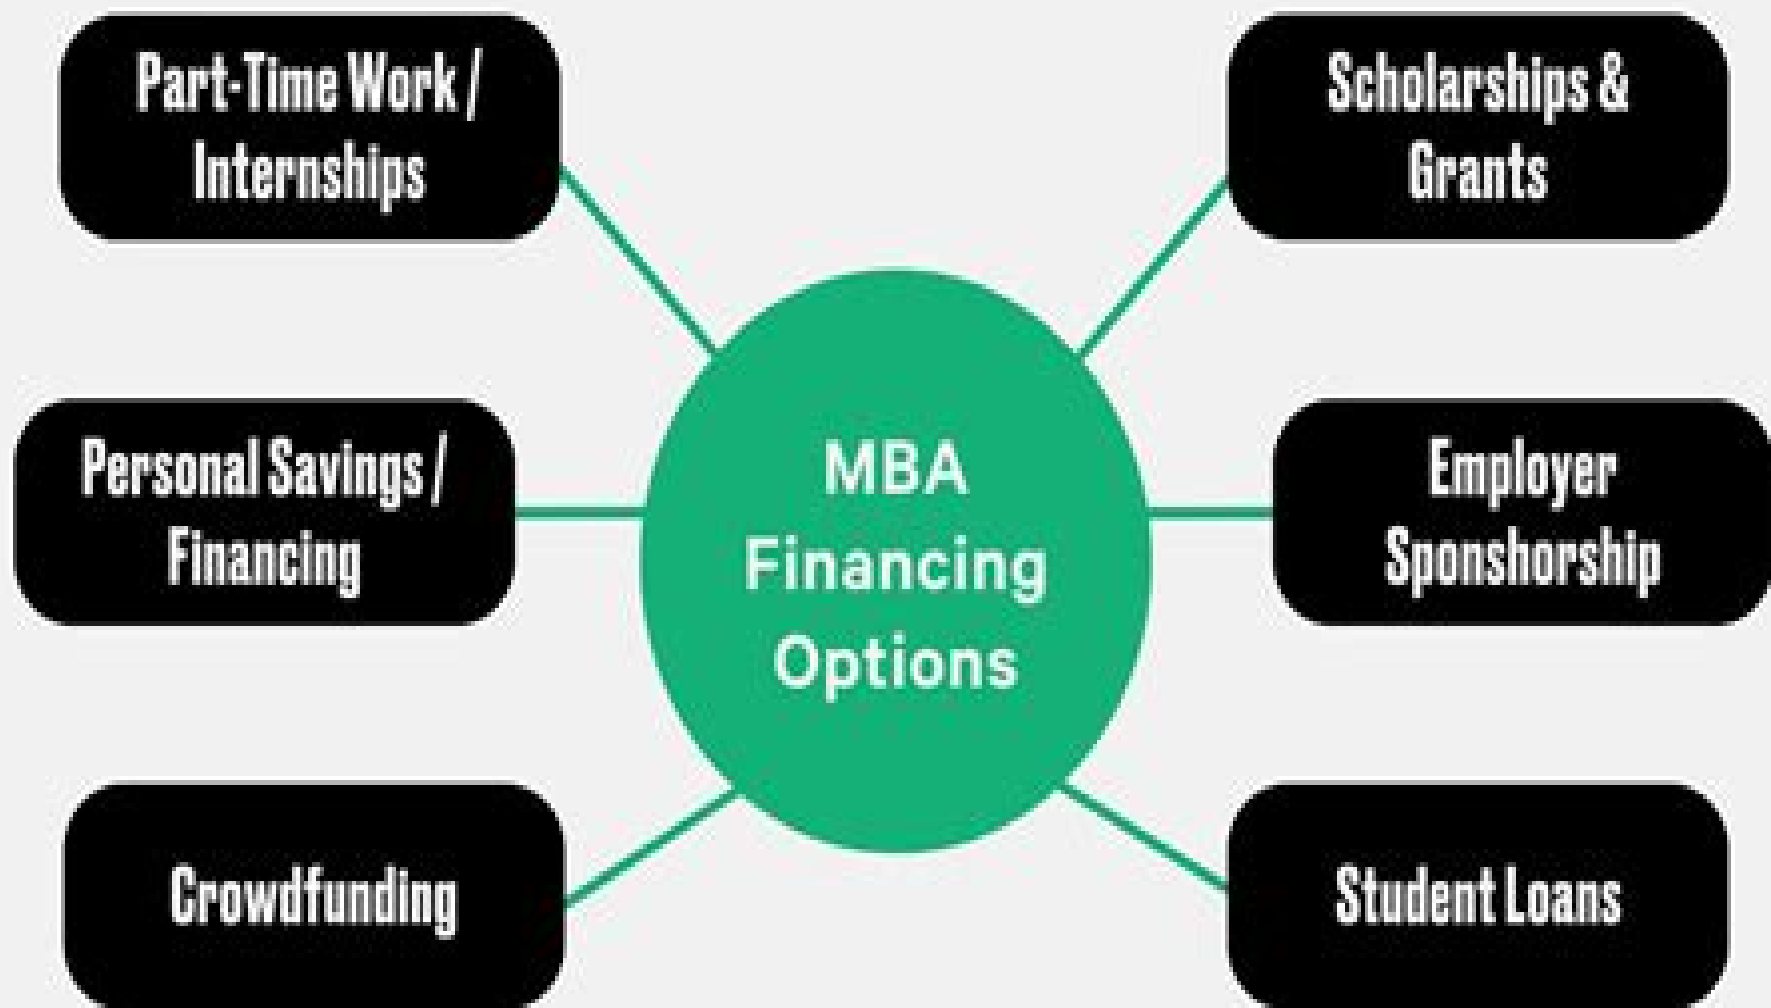 Part-Time Work /
Internships
Scholarships &
Grants
Personal Savings /
Financing
MBA
Financing
Options
Employer
Sponshorship
Crowdfunding
Student Loans